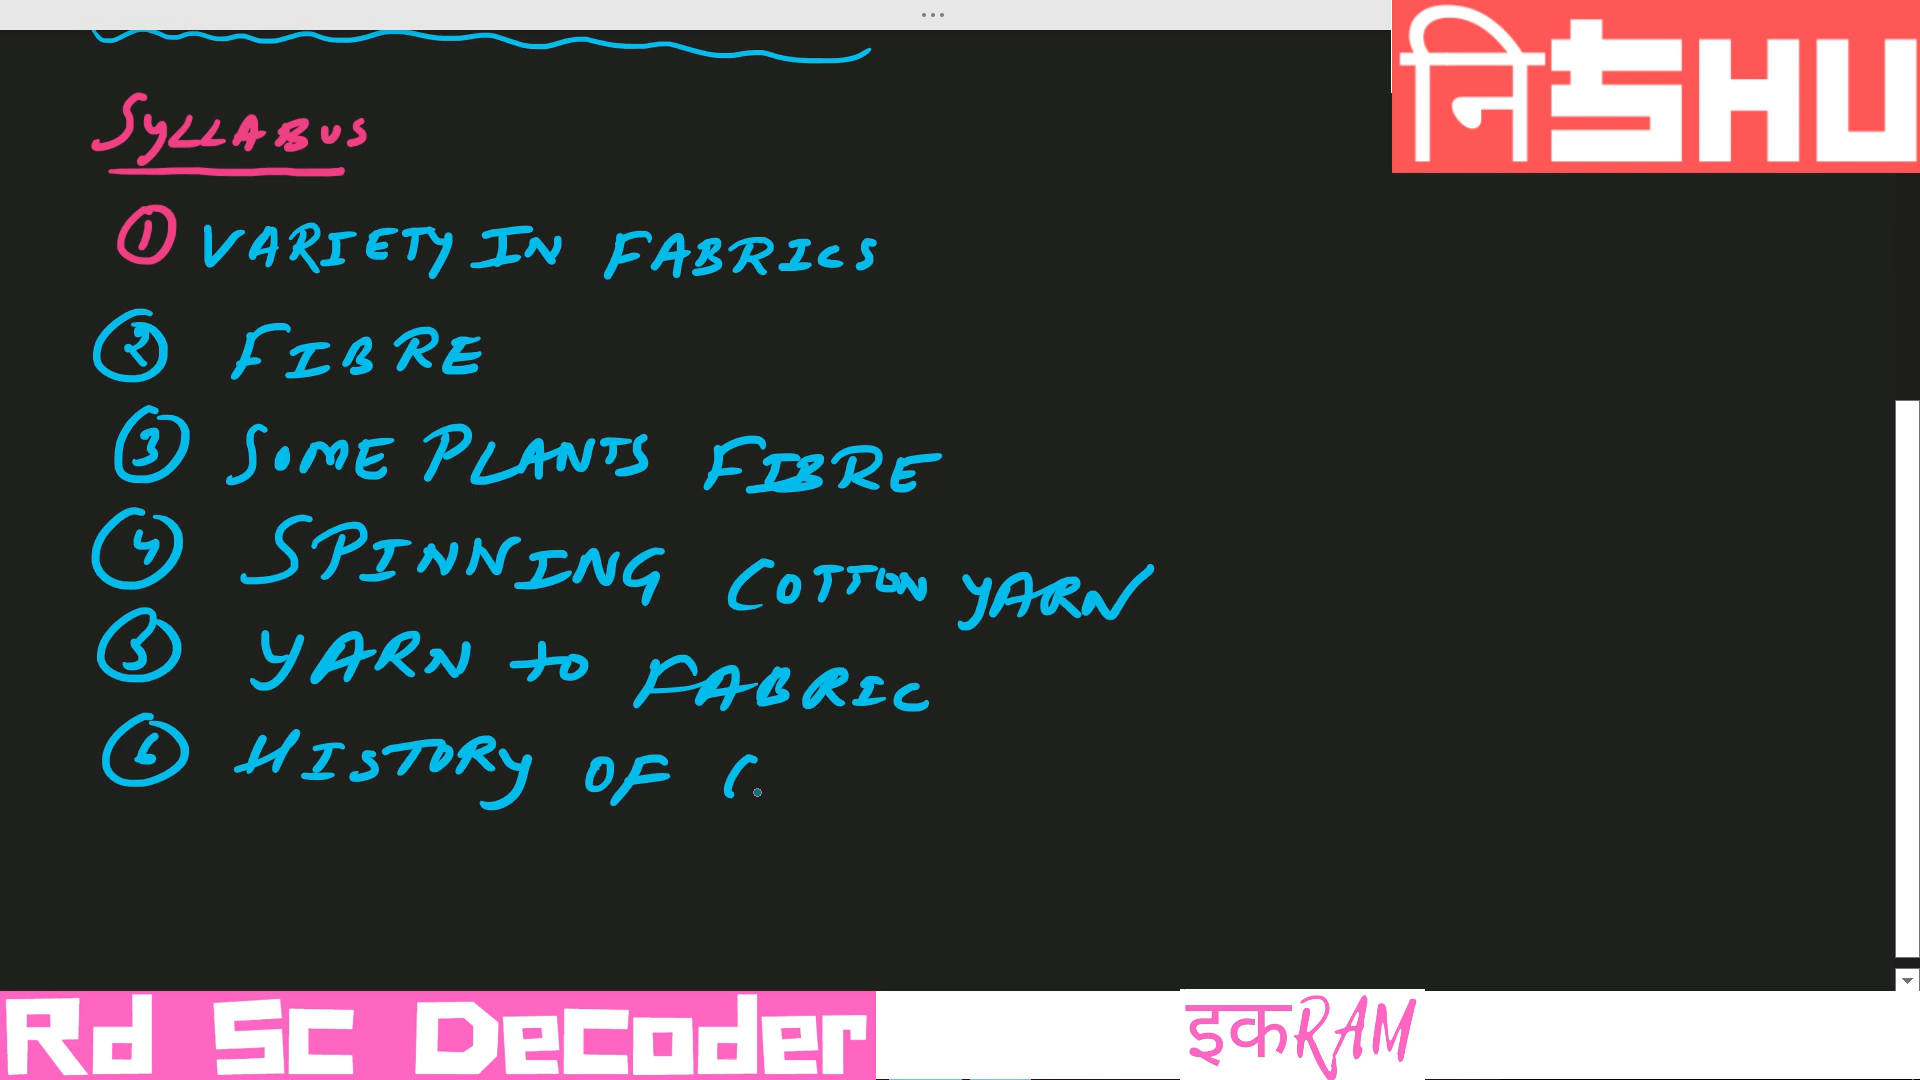 निSHU
SYLLABUS
① VARIETY IN FABRICS
② FIBRE
③ SOME PLANTS FIBRE
④ SPINNING COTTON YARN
⑤ YARN to FABRIC
⑥ HISTORY OF C
Rd Sc Decoder
इकRAM